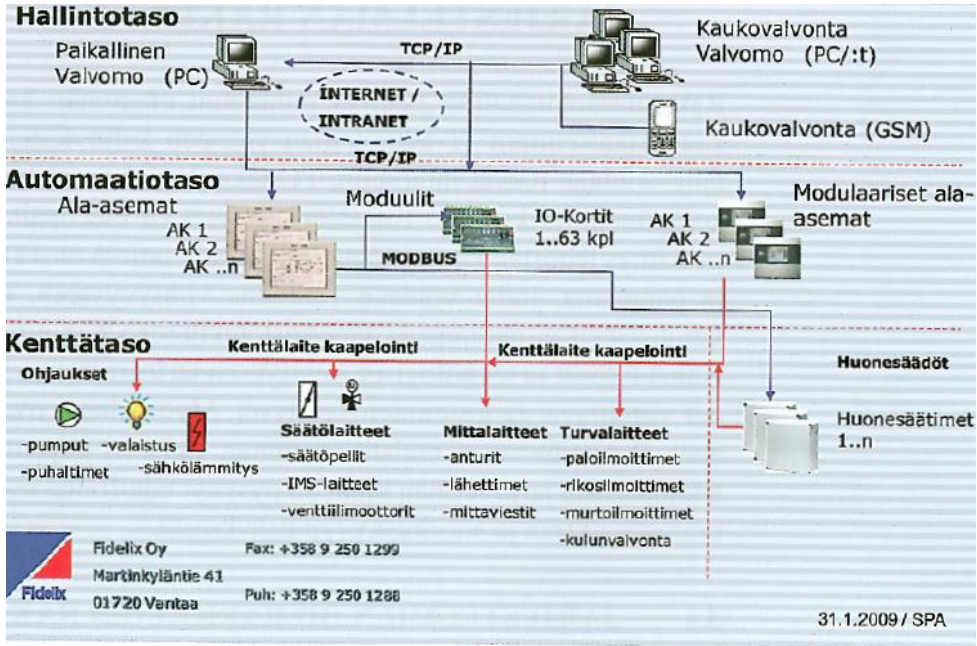 Hallintotaso
Paikallinen
Valvomo (PC)
TCP/IP
Kaukovalvonta
Valvomo (PC/:t)
INTERNET /
INTRANET
Kaukovalvonta (GSM)
TCP/IP
Automaatiotaso
Ala-asemat
AK 1
AK 2
AK ..n
Moduulit
MODBUS
IO-Kortit
1..63 kpl
AK 1
AK 2
AK ..n
Modulaariset ala-
asemat
Kenttätaso
Kenttälaite kaapelointi
Kenttälaite kaapelointi
Huonesäädöt
Ohjaukset
-pumput
-puhaltimet
-valaistus
-sähkölämmitys
Säätölaitteet
-säätöpellit
-IMS-laitteet
-venttiilimoottorit
Mittalaitteet
-anturit
-lähettimet
-mittaviestit
Turvalaitteet
-paloilmoittimet
-rikosilmoittimet
-murtoilmoittimet
-kulunvalvonta
Huonesäätimet
1..n
Fidelix
Fidelix Oy
Martinkyläntie 41
01720 Vantaa
Fax: +358 9 250 1299
Puh: +358 9 250 1288
31.1.2009 / SPA